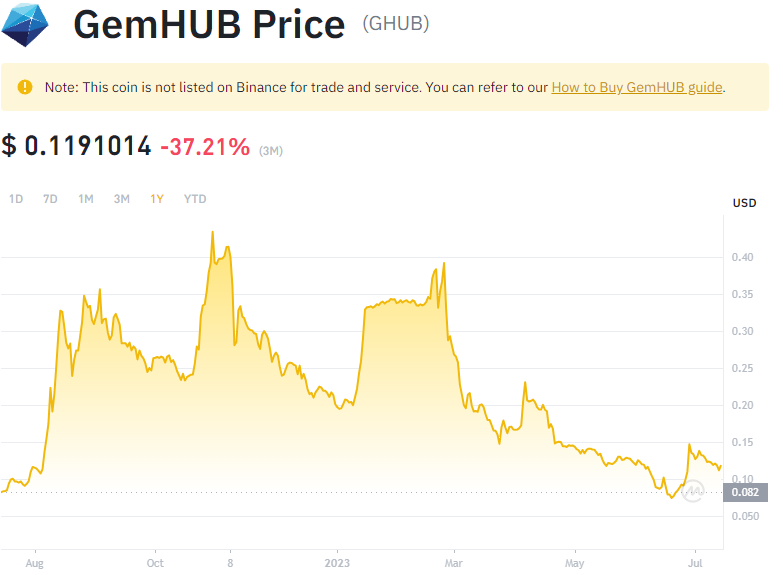 GemHUB Price (GHUB)
Note: This coin is not listed on Binance for trade and service. You can refer to our How to Buy GemHUB guide.
$ 0.1191014 -37.21% (3M)
1D 7D 1M 3M 1Y YTD
USD
0.40
0.35
0.30
0.25
0.20
0.15
0.10
0.082
0.050
Aug Oct 8 2023 Mar May Jul